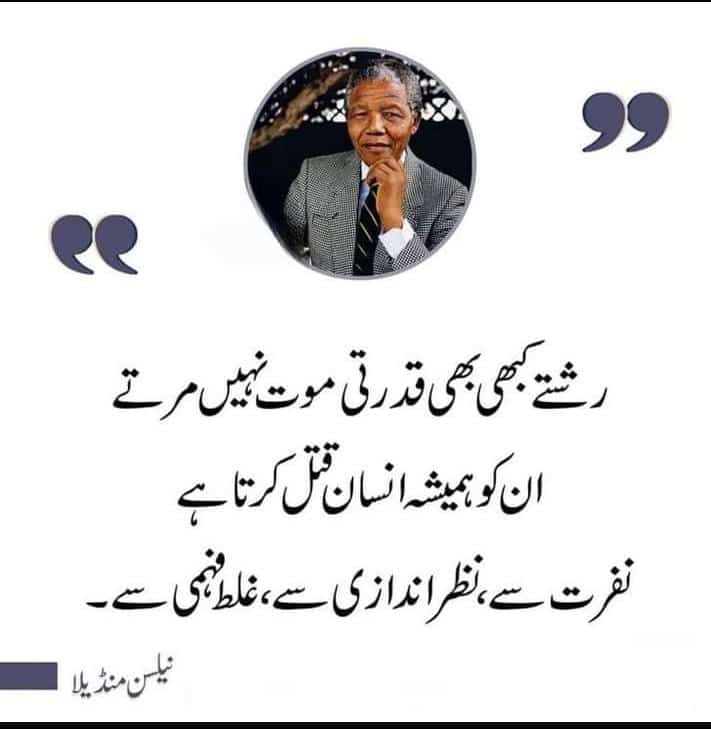 رشتے کبھی بھی قدرتی موت نہیں مرتے
ان کو ہمیشہ انسان قتل کرتا ہے
نفرت سے، نظر اندازی سے، غلط فہمی سے۔
نیلسن منڈیلا